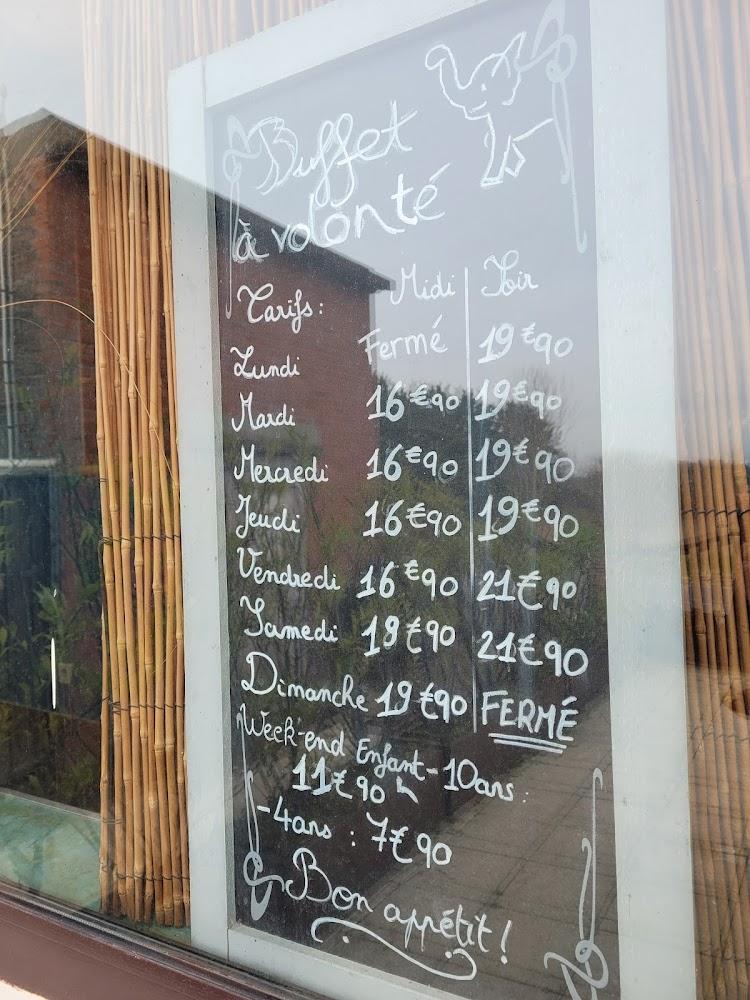 Buffet
à volonté
Tarifs: Midi Soir
Lundi Fermé 19€90
Mardi 16€90 19€90
Mercredi 16€90 19€90
Jeudi 16€90 19€90
Vendredi 16€90 21€90
Samedi 19€90 21€90
Dimanche 19€90 FERMÉ
Week-end Enfant-10ans:
11€90
-4ans: 7€90
Bon appétit!